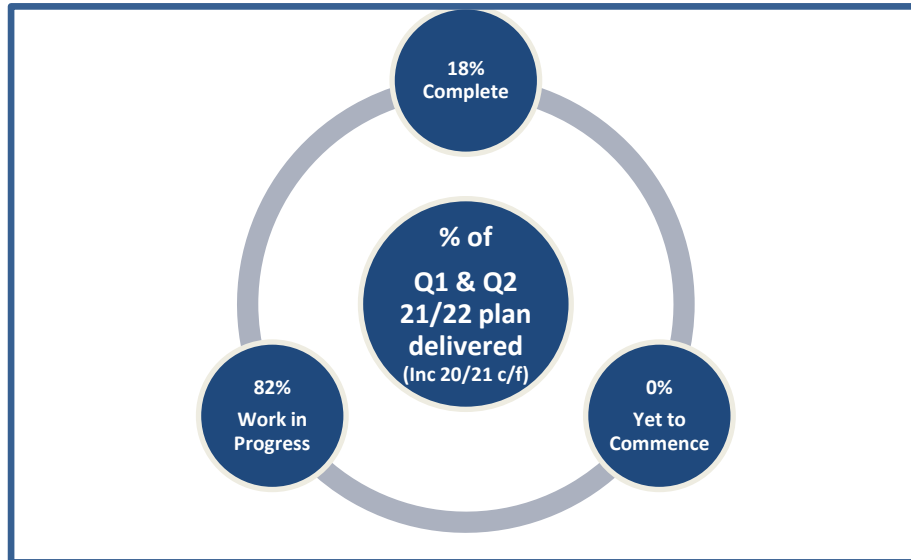 18%
Complete
% of
Q1 & Q2
21/22 plan
delivered
(Inc 20/21 c/f)
82%
Work in
Progress
0%
Yet to
Commence